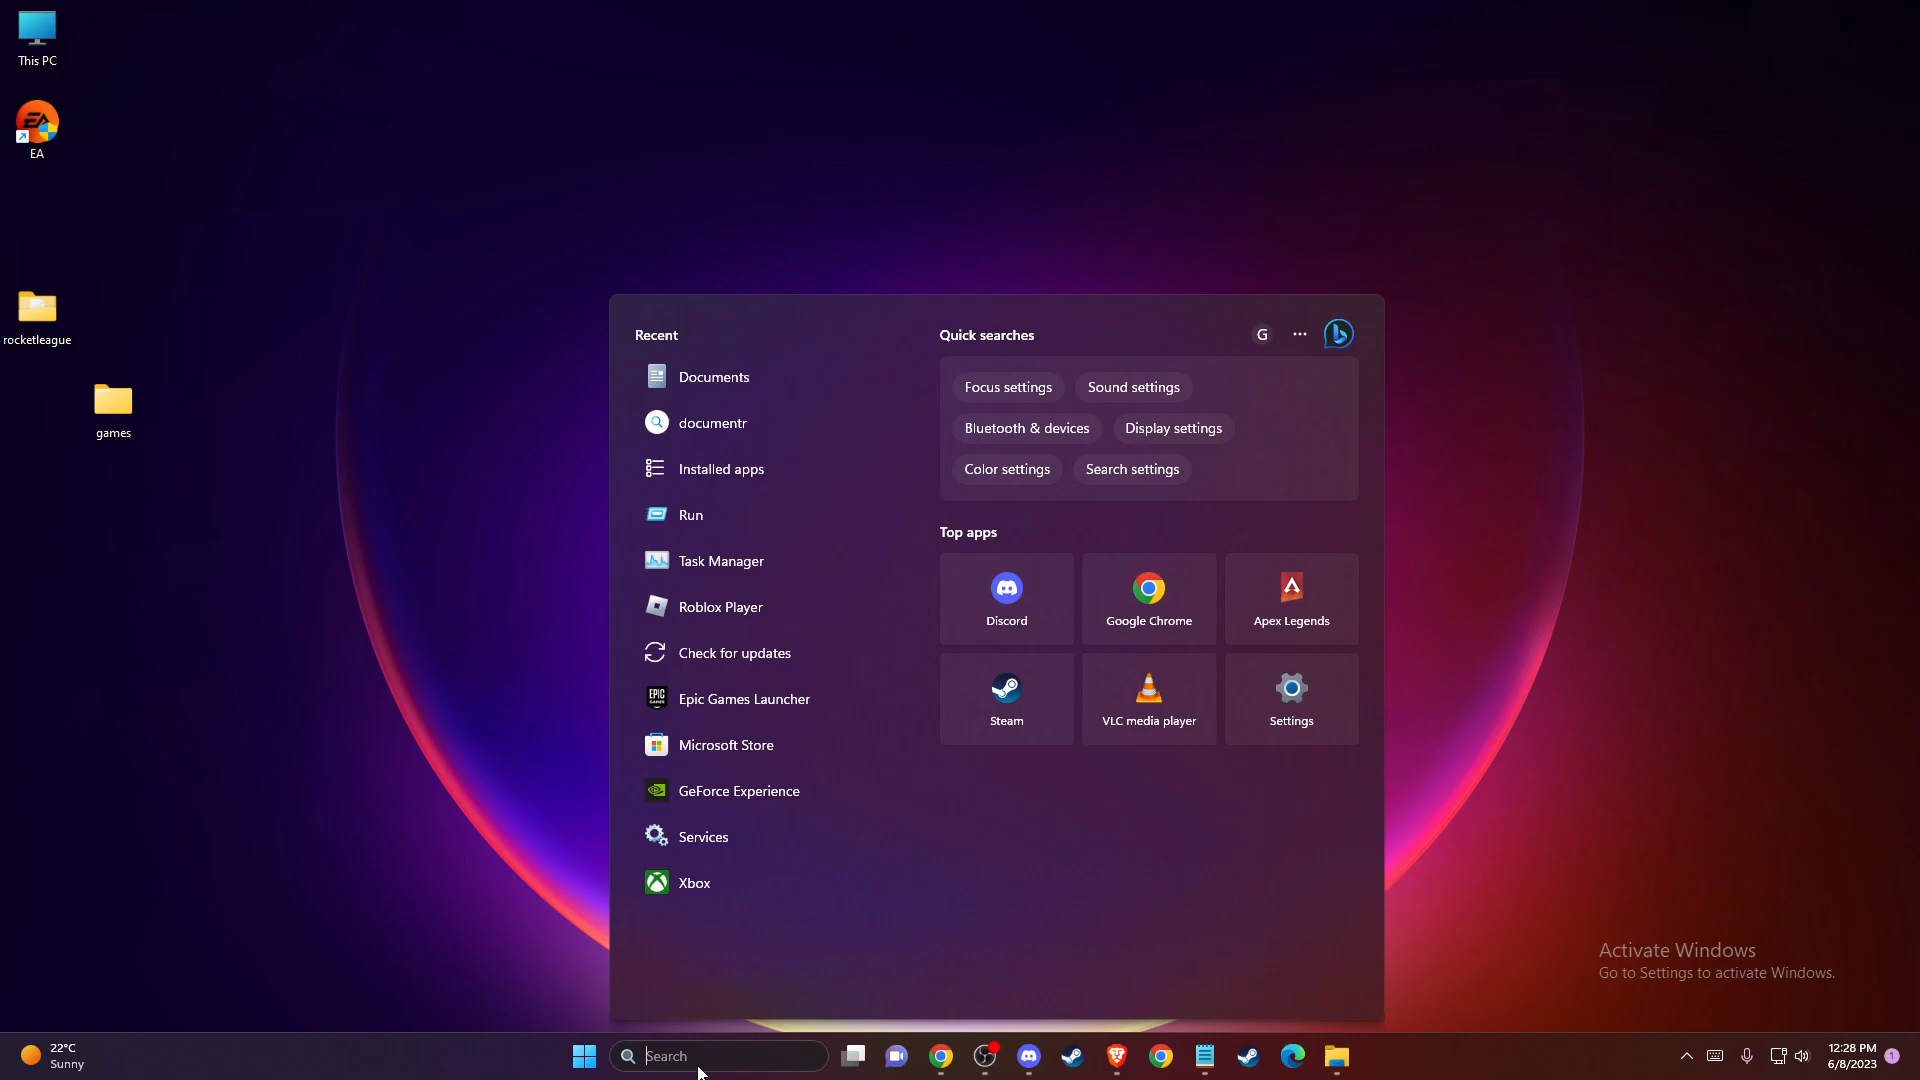 This PC
EA
rocketleague
games
Recent
Documents
documentr
Installed apps
Run
Task Manager
Roblox Player
Check for updates
EPIC
GAMES
Epic Games Launcher
Microsoft Store
GeForce Experience
Services
Xbox
Quick searches
G
Focus settings
Sound settings
Bluetooth & devices
Display settings
Color settings
Search settings
Top apps
Discord
Google Chrome
Apex Legends
Steam
VLC media player
Settings
Activate Windows
Go to Settings to activate Windows.
22°C
Sunny
Search
12:28 PM
6/8/2023
1